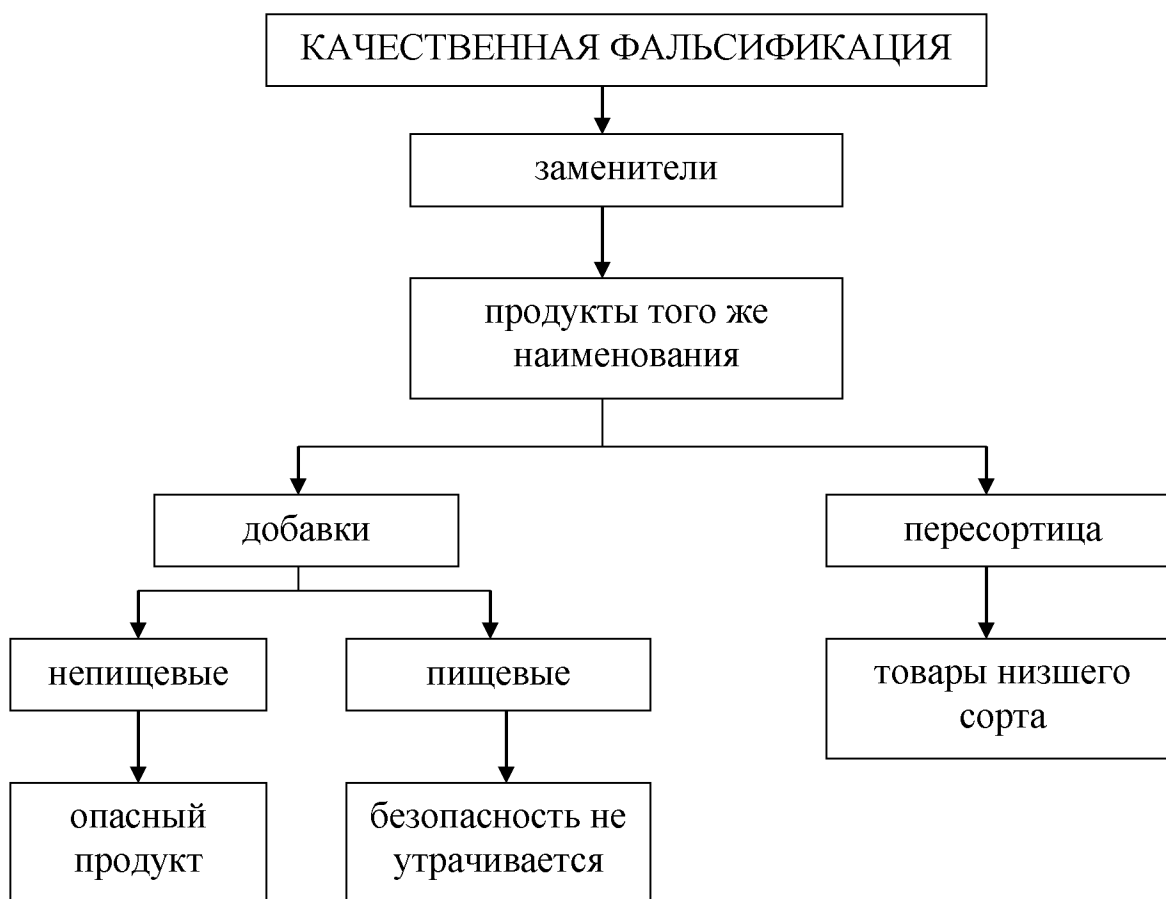 КАЧЕСТВЕННАЯ ФАЛЬСИФИКАЦИЯ
заменители
продукты того же
наименования
добавки
пересортица
непищевые
пищевые
товары низшего
сорта
опасный
продукт
безопасность не
утрачивается